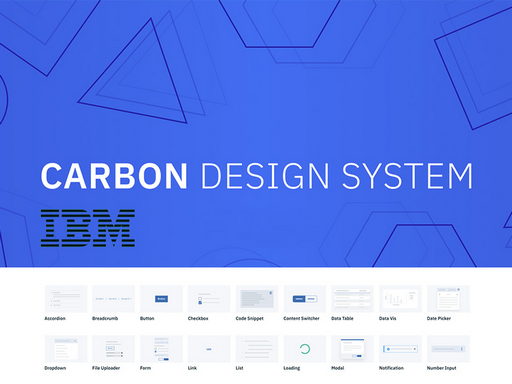 CARBON DESIGN SYSTEM
IBM
Accordion Breadcrumb Button Checkbox Code Snippet Content Switcher Data Table Data Vis Date Picker
Dropdown File Uploader Form Link List Loading Modal Notification Number Input